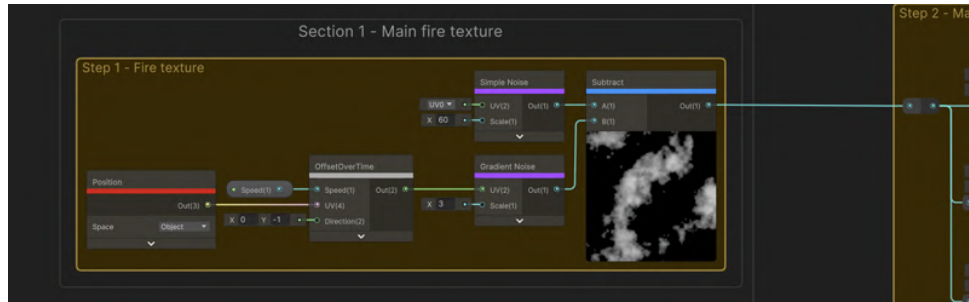 Step 2 - Ma
Section 1 - Main fire texture
Step 1 - Fire texture
Simple Noise
Subtract
UV0
UV(2)
Out(1)
A(1)
Out(1)
X 60
Scale(1)
B(1)
OffsetOverTime
Gradient Noise
Position
Speed(1)
Speed(1)
Out(2)
UV(2)
Out(1)
Out(3)
UV(4)
X 3
Scale(1)
X 0 Y -1
Direction(2)
Space
Object